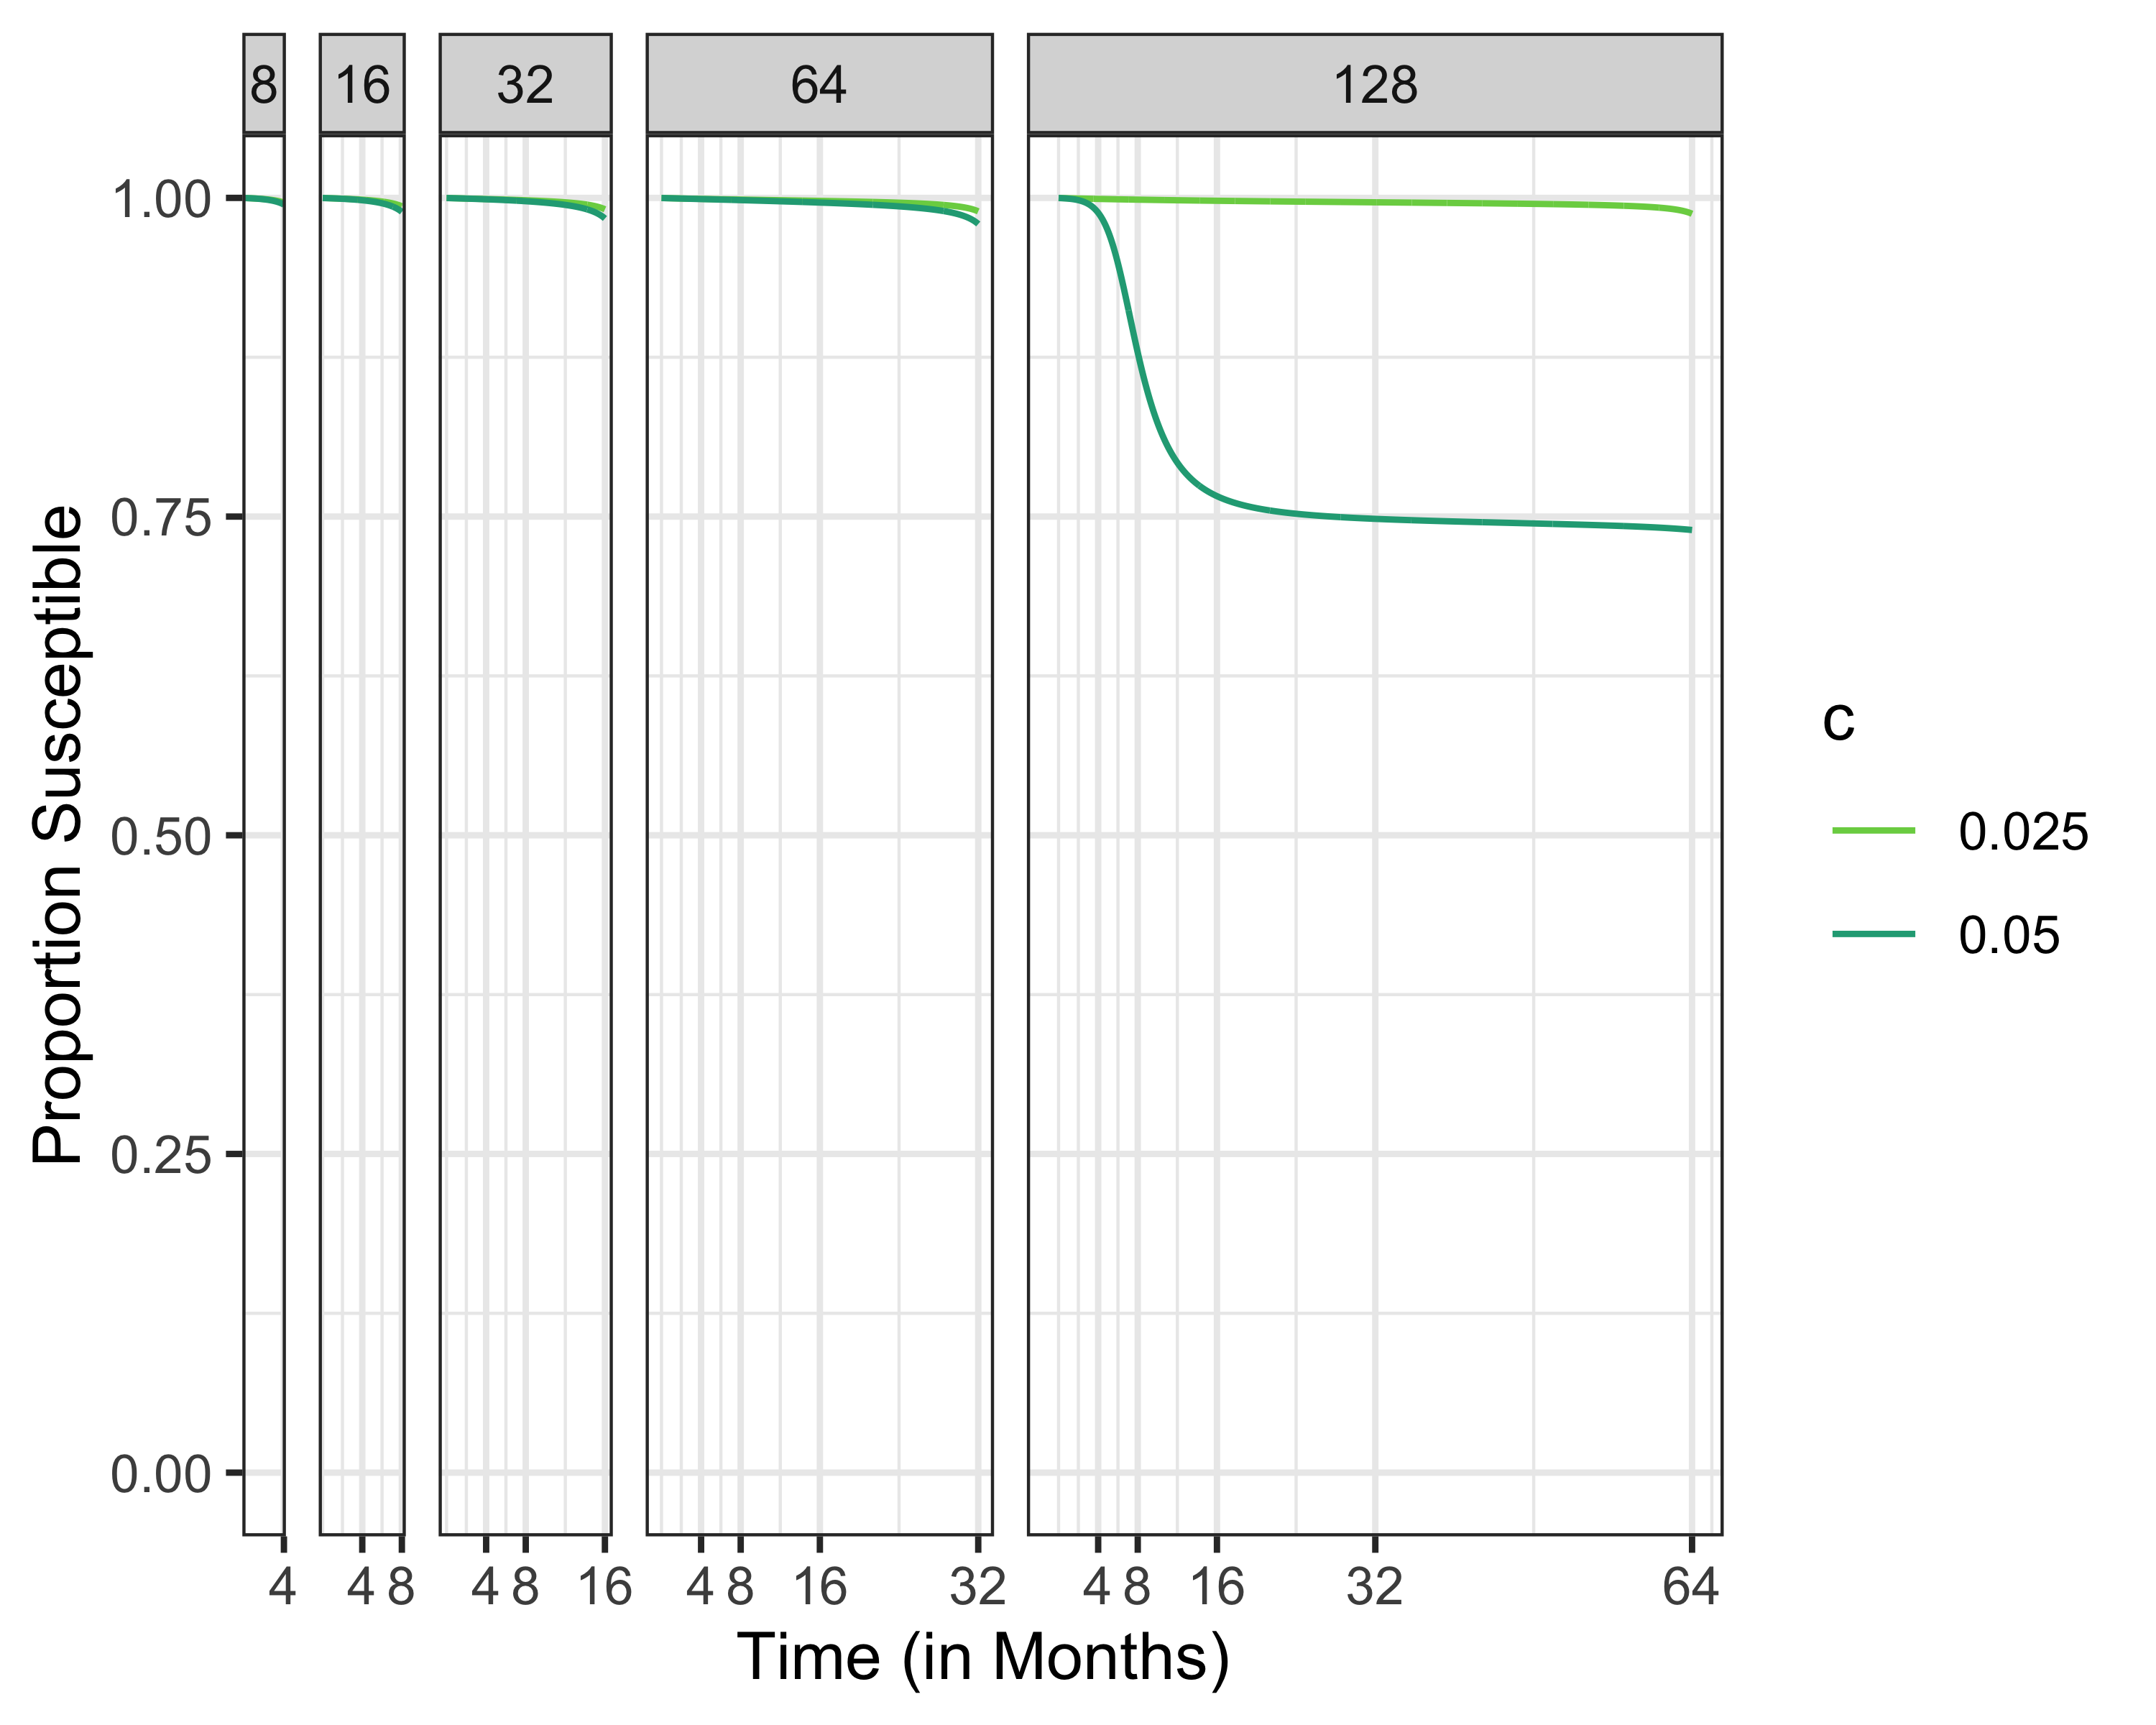 8 16 32 64 128
1.00
0.75
0.50
0.25
0.00
Proportion Susceptible
4 4 8 4 8 16 4 8 16 32 4 8 16 32 64
Time (in Months)
c
0.025
0.05